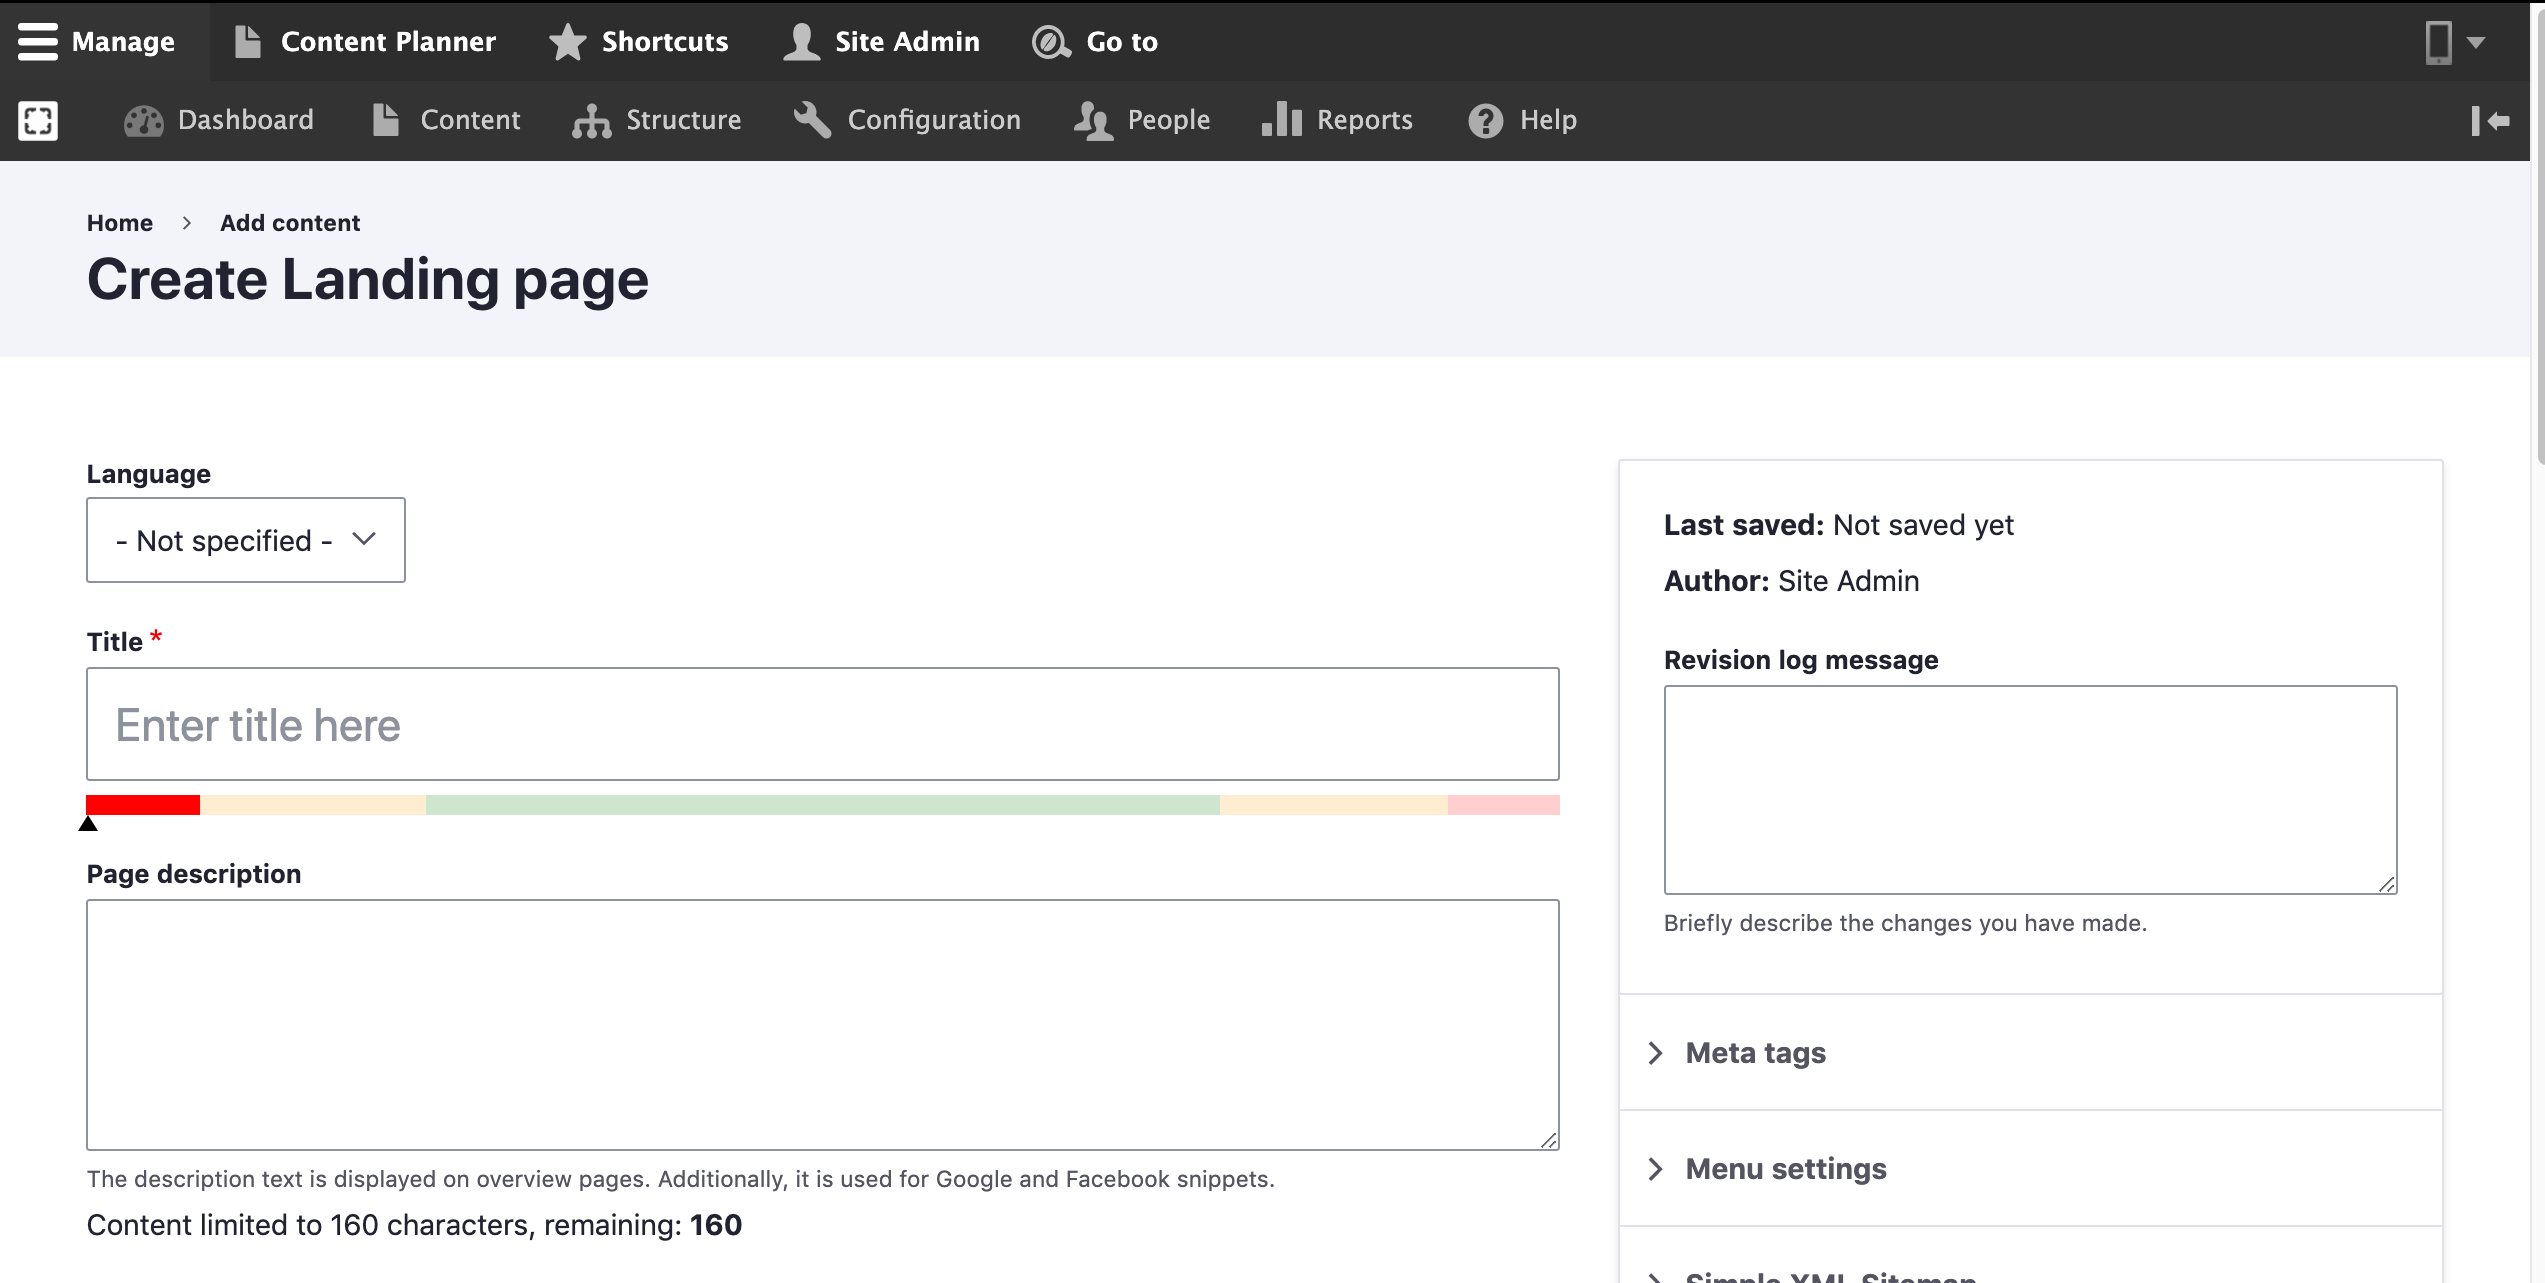 Manage Content Planner Shortcuts Site Admin Go to
Dashboard Content Structure Configuration People Reports Help
Home > Add content
Create Landing page
Language
- Not specified -
Title *
Enter title here
Page description
The description text is displayed on overview pages. Additionally, it is used for Google and Facebook snippets.
Content limited to 160 characters, remaining: 160
Last saved: Not saved yet
Author: Site Admin
Revision log message
Briefly describe the changes you have made.
Meta tags
Menu settings
Simple XML Sitemap